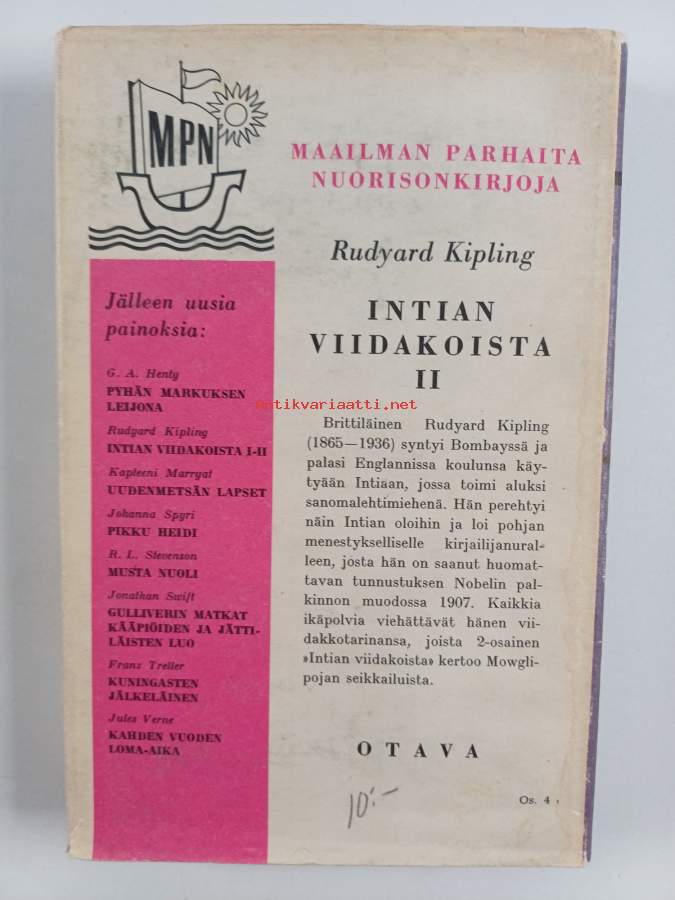 MPN
MAAILMAN PARHAITA
NUORISONKIRJOJA
Rudyard Kipling
INTIAN
VIIDAKOISTA
II
Brittiläinen Rudyard Kipling
(1865—1936) syntyi Bombayssä ja
palasi Englannissa koulunsa käy-
tyään Intiaan, jossa toimi aluksi
sanomalehtimiehenä. Hän perehtyi
näin Intian oloihin ja loi pohjan
menestykselliselle kirjailijanural-
leen, josta hän on saanut huomat-
tavan tunnustuksen Nobelin pal-
kinnon muodossa 1907. Kaikkia
ikäpolvia viehättävät hänen vii-
dakkotarinansa, joista 2-osainen
»Intian viidakoista» kertoo Mowgli-
pojan seikkailuista.
OTAVA
10:-
Os. 4
Jälleen uusia
painoksia:
G. A. Henty
PYHÄN MARKUKSEN
LEIJONA
Rudyard Kipling
INTIAN VIIDAKOISTA I-II
Kapteeni Marryat
UUDENMETSÄN LAPSET
Johanna Spyri
PIKKU HEIDI
R. L. Stevenson
MUSTA NUOLI
Jonathan Swift
GULLIVERIN MATKAT
KÄÄPIÖIDEN JA JÄTTI-
LÄISTEN LUO
Franz Treller
KUNINGASTEN
JÄLKELÄINEN
Jules Verne
KAHDEN VUODEN
LOMA-AIKA
antikvariaatti.net